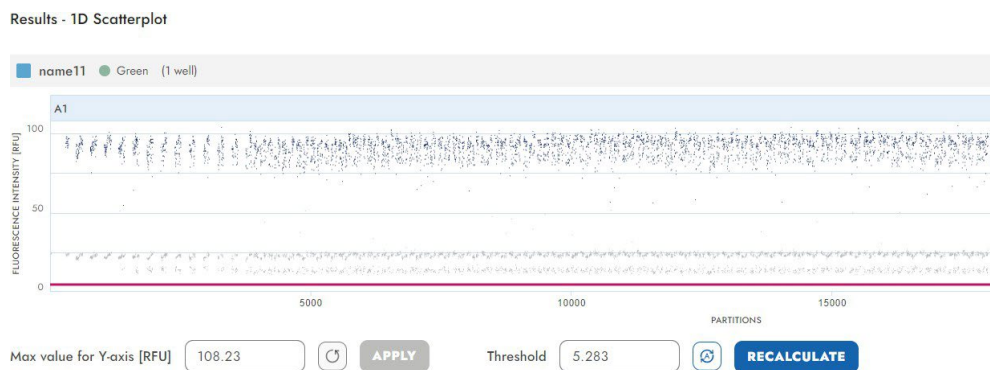 Results - 1D Scatterplot
name11 Green (1 well)
A1
FLUORESCENCE INTENSITY [RFU]
100
50
0
5000 10000 15000
PARTITIONS
Max value for Y-axis [RFU] 108.23 APPLY Threshold 5.283 A RECALCULATE